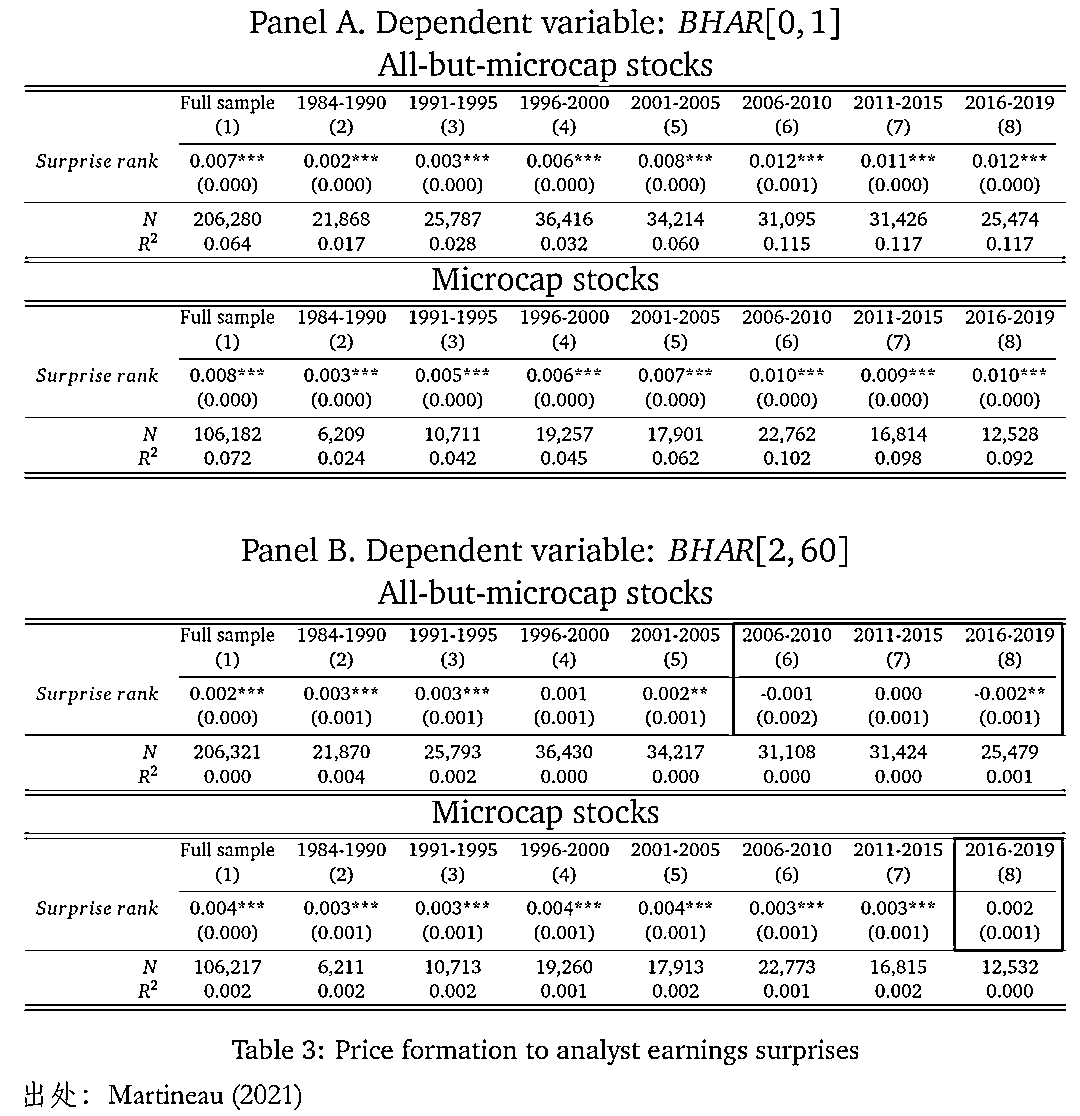 Panel A. Dependent variable: BHAR[0, 1]
All-but-microcap stocks
Full sample 1984-1990 1991-1995 1996-2000 2001-2005 2006-2010 2011-2015 2016-2019
(1) (2) (3) (4) (5) (6) (7) (8)
Surprise rank 0.007*** 0.002*** 0.003*** 0.006*** 0.008*** 0.012*** 0.011*** 0.012***
(0.000) (0.000) (0.000) (0.000) (0.000) (0.001) (0.000) (0.000)
N 206,280 21,868 25,787 36,416 34,214 31,095 31,426 25,474
R² 0.064 0.017 0.028 0.032 0.060 0.115 0.117 0.117
Microcap stocks
Full sample 1984-1990 1991-1995 1996-2000 2001-2005 2006-2010 2011-2015 2016-2019
(1) (2) (3) (4) (5) (6) (7) (8)
Surprise rank 0.008*** 0.003*** 0.005*** 0.006*** 0.007*** 0.010*** 0.009*** 0.010***
(0.000) (0.000) (0.000) (0.000) (0.000) (0.000) (0.000) (0.000)
N 106,182 6,209 10,711 19,257 17,901 22,762 16,814 12,528
R² 0.072 0.024 0.042 0.045 0.062 0.102 0.098 0.092
Panel B. Dependent variable: BHAR[2, 60]
All-but-microcap stocks
Full sample 1984-1990 1991-1995 1996-2000 2001-2005 2006-2010 2011-2015 2016-2019
(1) (2) (3) (4) (5) (6) (7) (8)
Surprise rank 0.002*** 0.003*** 0.003*** 0.001 0.002** -0.001 0.000 -0.002**
(0.000) (0.001) (0.001) (0.001) (0.001) (0.002) (0.001) (0.001)
N 206,321 21,870 25,793 36,430 34,217 31,108 31,424 25,479
R² 0.000 0.004 0.002 0.000 0.000 0.000 0.000 0.001
Microcap stocks
Full sample 1984-1990 1991-1995 1996-2000 2001-2005 2006-2010 2011-2015 2016-2019
(1) (2) (3) (4) (5) (6) (7) (8)
Surprise rank 0.004*** 0.003*** 0.003*** 0.004*** 0.004*** 0.003*** 0.003*** 0.002
(0.000) (0.001) (0.001) (0.001) (0.001) (0.001) (0.001) (0.001)
N 106,217 6,211 10,713 19,260 17,913 22,773 16,815 12,532
R² 0.002 0.002 0.002 0.001 0.002 0.001 0.002 0.000
Table 3: Price formation to analyst earnings surprises
出处：Martineau (2021)